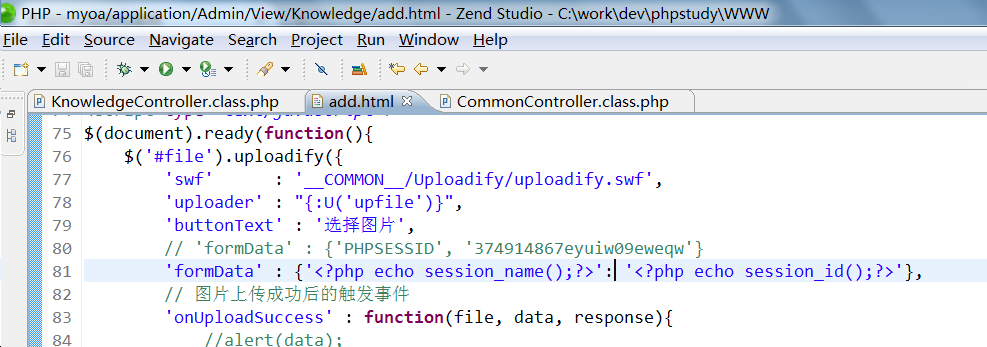 PHP - myoa/application/Admin/View/Knowledge/add.html - Zend Studio - C:\work\dev\phpstudy\WWW
File Edit Source Navigate Search Project Run Window Help
KnowledgeController.class.php add.html CommonController.class.php
75 $(document).ready(function(){
76 $('#file').uploadify({
77 'swf' : '__COMMON__/Uploadify/uploadify.swf',
78 'uploader' : "{:U('upfile')}",
79 'buttonText' : '选择图片',
80 // 'formData' : {'PHPSESSID', '374914867eyuiw09eweqw'}
81 'formData' : {'<?php echo session_name();?>': '<?php echo session_id();?>'},
82 // 图片上传成功后的触发事件
83 'onUploadSuccess' : function(file, data, response){
84 //alert(data);